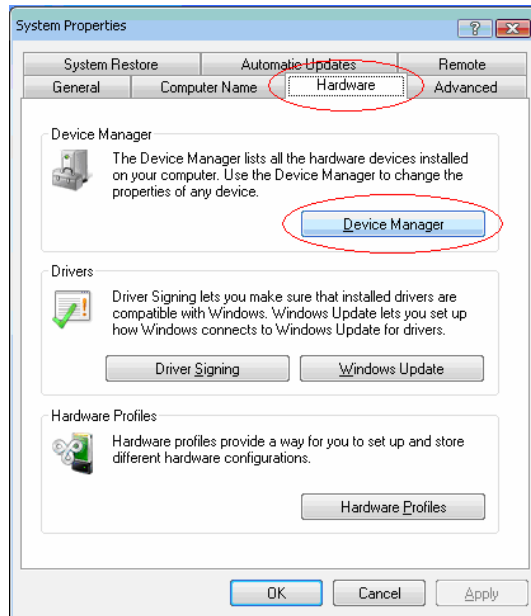 System Properties
System Restore Automatic Updates Remote
General Computer Name Hardware Advanced
Device Manager
The Device Manager lists all the hardware devices installed
on your computer. Use the Device Manager to change the
properties of any device.
Device Manager
Drivers
Driver Signing lets you make sure that installed drivers are
compatible with Windows. Windows Update lets you set up
how Windows connects to Windows Update for drivers.
Driver Signing Windows Update
Hardware Profiles
Hardware profiles provide a way for you to set up and store
different hardware configurations.
Hardware Profiles
OK Cancel Apply